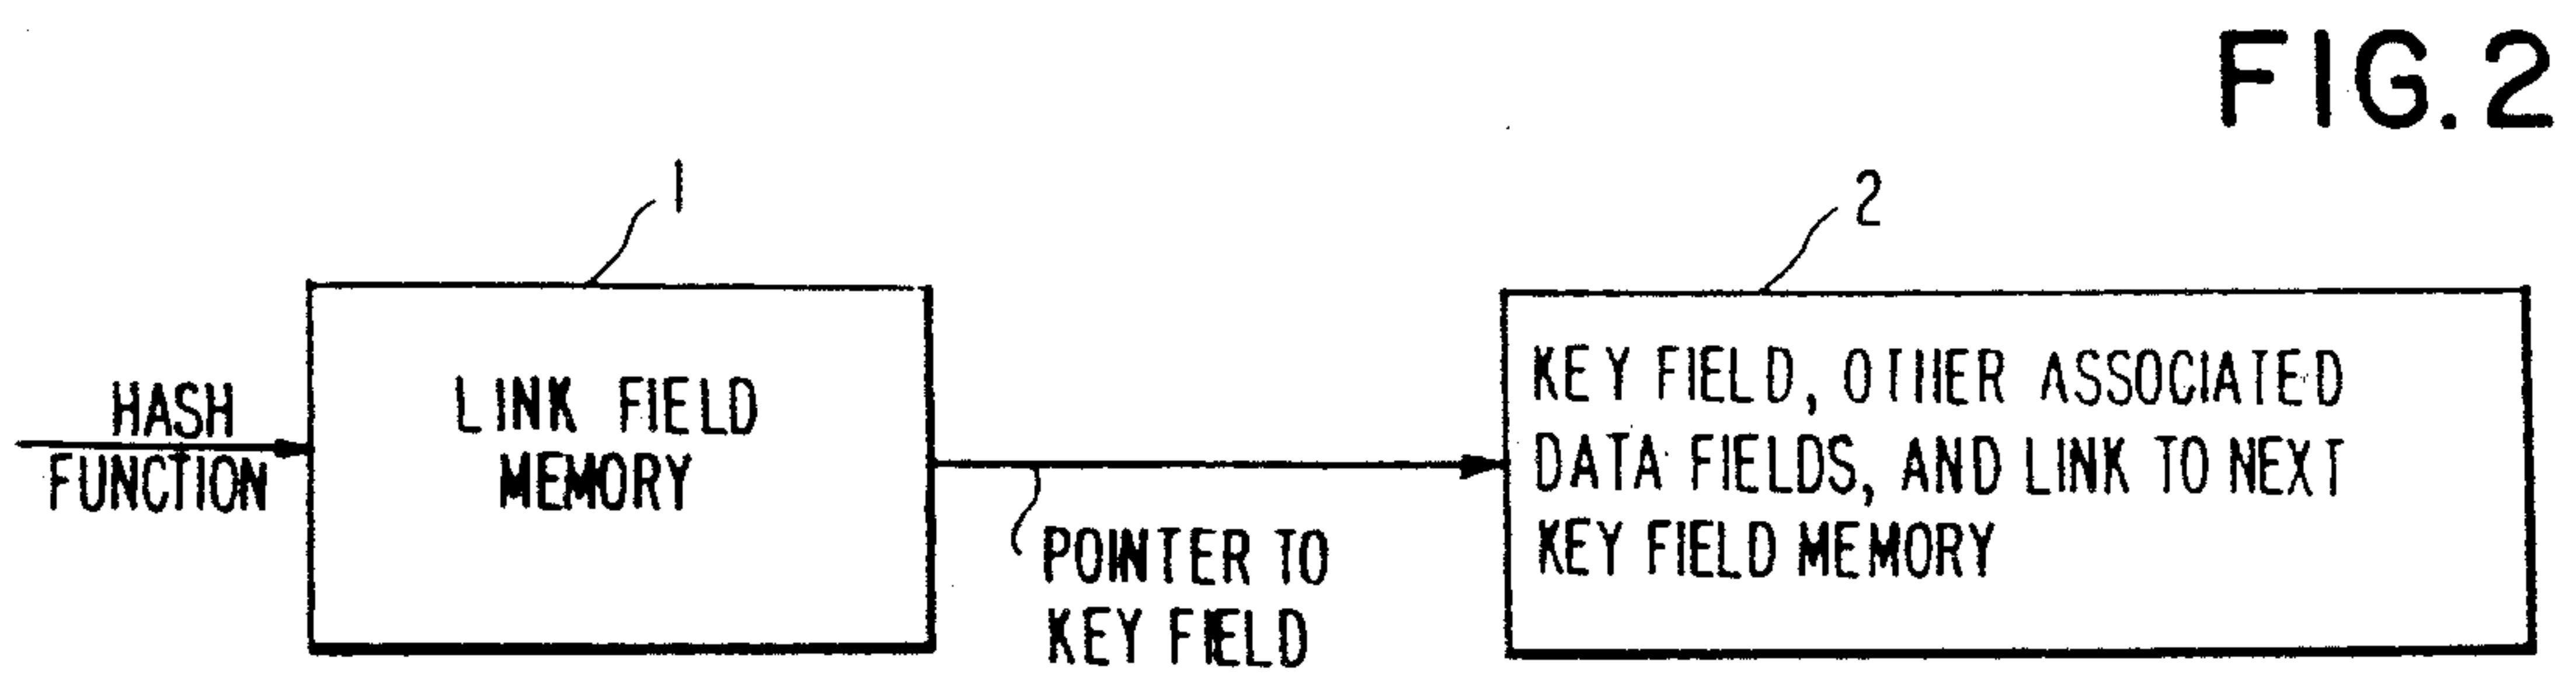 FIG. 2
1
2
HASH
FUNCTION
LINK FIELD
MEMORY
POINTER TO
KEY FIELD
KEY FIELD, OTHER ASSOCIATED
DATA FIELDS, AND LINK TO NEXT
KEY FIELD MEMORY